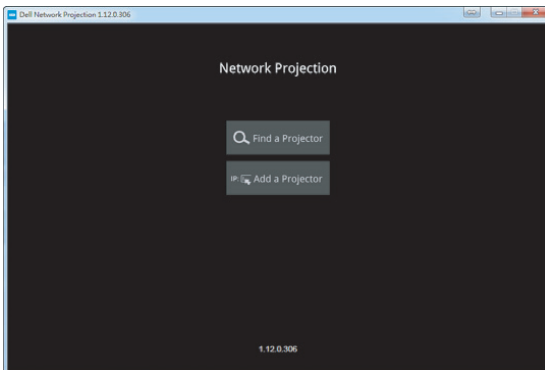 Dell Network Projection 1.12.0.306
Network Projection
Find a Projector
IP: Add a Projector
1.12.0.306